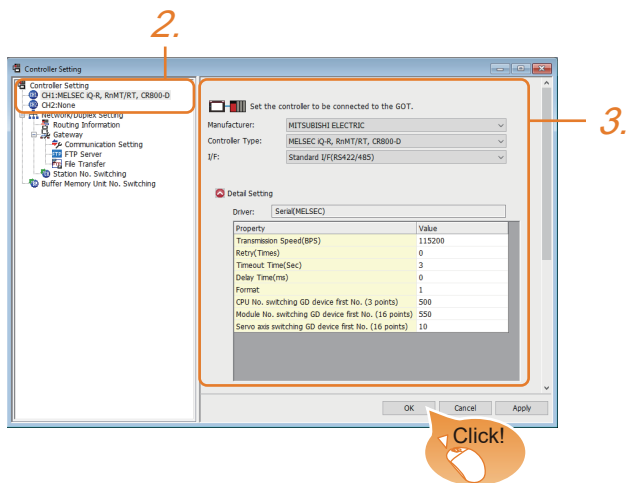 2.
Controller Setting
Controller Setting
CH1:MELSEC iQ-R, RnMT/RT, CR800-D
CH2:None
Network/Duplex Setting
Routing Information
Gateway
Communication Setting
FTP Server
File Transfer
Station No. Switching
Buffer Memory Unit No. Switching
Set the controller to be connected to the GOT.
Manufacturer: MITSUBISHI ELECTRIC
Controller Type: MELSEC iQ-R, RnMT/RT, CR800-D
I/F: Standard I/F(RS422/485)
3.
Detail Setting
Driver: Serial(MELSEC)
Property Value
Transmission Speed(BPS) 115200
Retry(Times) 0
Timeout Time(Sec) 3
Delay Time(ms) 0
Format 1
CPU No. switching GD device first No. (3 points) 500
Module No. switching GD device first No. (16 points) 550
Servo axis switching GD device first No. (16 points) 10
OK Cancel Apply
Click!